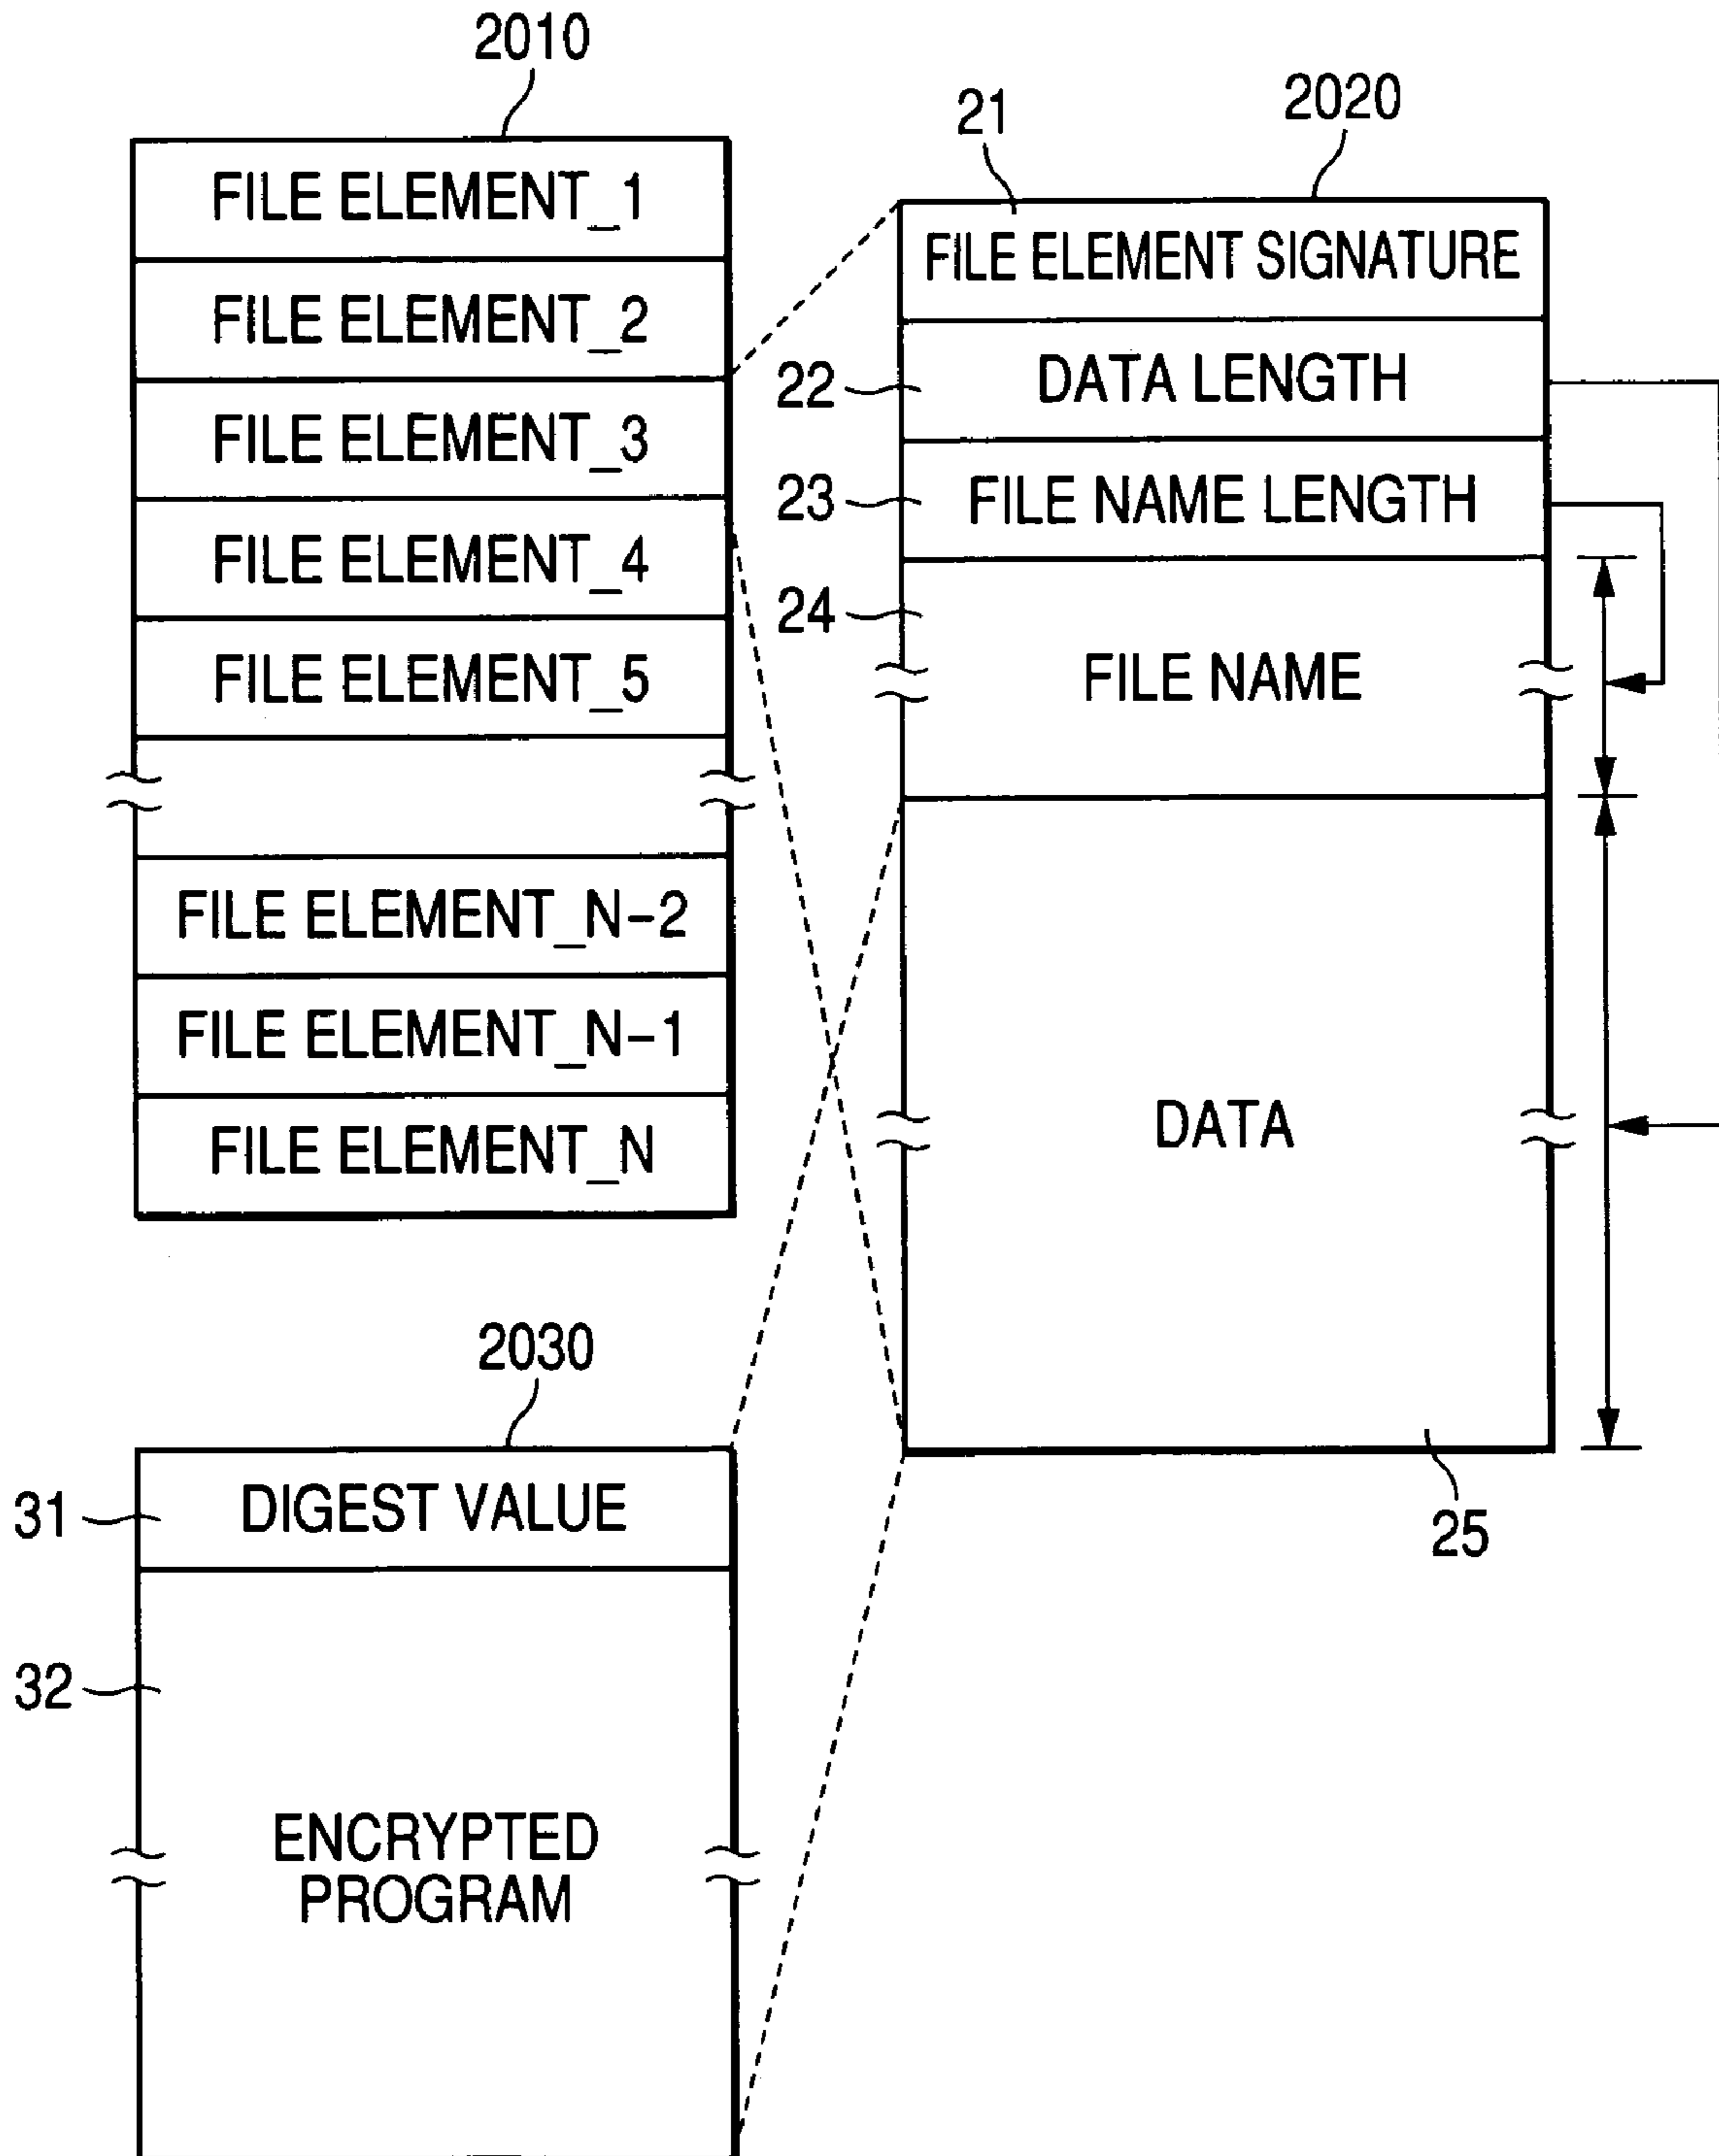 2010
FILE ELEMENT_1
FILE ELEMENT_2
FILE ELEMENT_3
FILE ELEMENT_4
FILE ELEMENT_5
FILE ELEMENT_N-2
FILE ELEMENT_N-1
FILE ELEMENT_N
21
2020
FILE ELEMENT SIGNATURE
22
DATA LENGTH
23
FILE NAME LENGTH
24
FILE NAME
DATA
25
2030
31
DIGEST VALUE
32
ENCRYPTED
PROGRAM